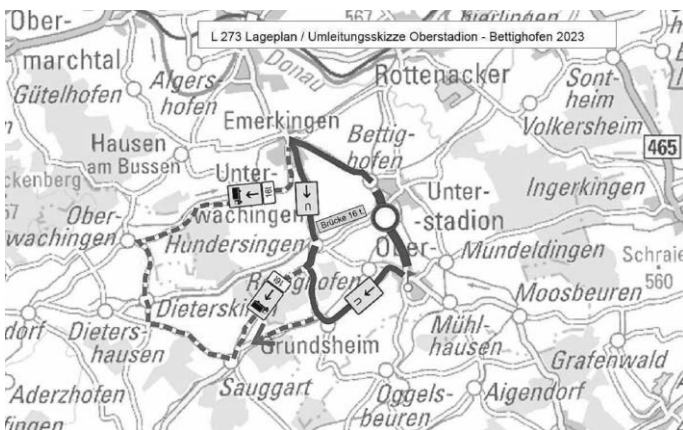 L 273 Lageplan / Umleitungsskizze Oberstadion - Bettighofen 2023
Ober-
marchtal
567
Donau
Algers-
hofen
Gütelhofen
Rottenacker
Sont-
heim
Volkersheim
Emerkingen
Bettig-
hofen
465
Hausen
am Bussen
Unter-
wachingen
Brücke 16 t
Unter-
-stadion
Ingerkingen
Ober-
wachingen
Hundersingen
Ober-
Mundeldingen
560
Moosbeuren
Dieters-
hausen
Grundsheim
Mühl-
hausen
Grafenwald
Sauggart
Oggels-
beuren
Aigendorf
Aderzhofen